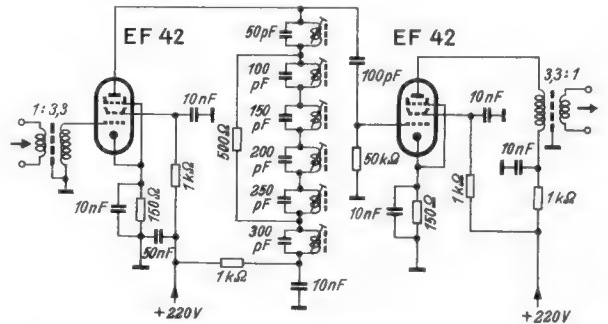 EF 42
50pF
EF 42
100 pF
10nF
100pF
3,3:1
1:3,3
150 pF
10nF
500Ω
200 pF
10nF
1kΩ
50kΩ
250 pF
1kΩ
1kΩ
10nF
150Ω
300 pF
10nF
150Ω
50nF
1kΩ
10nF
+220V
+220V